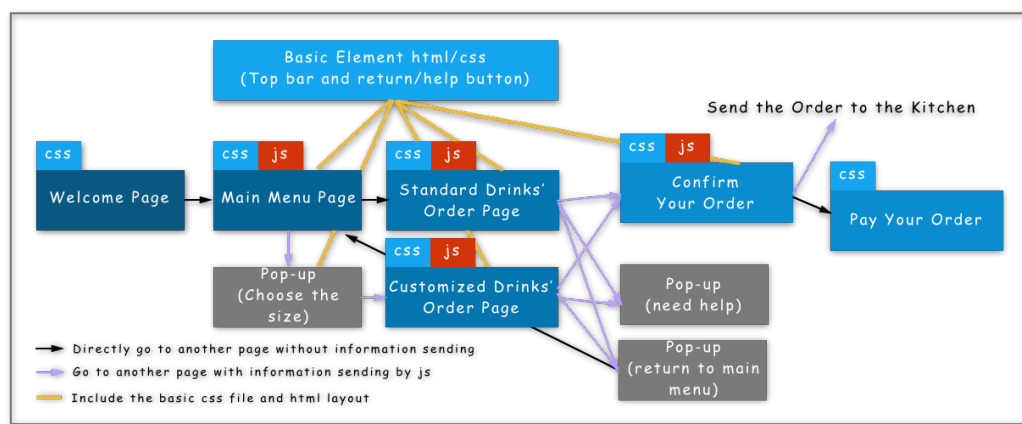 Basic Element html/css
(Top bar and return/help button)
Send the Order to the Kitchen
css
Welcome Page
css
js
Main Menu Page
css
js
Standard Drinks'
Order Page
css
js
Confirm
Your Order
css
Pay Your Order
Pop-up
(Choose the
size)
css
js
Customized Drinks'
Order Page
Pop-up
(need help)
Pop-up
(return to main
menu)
Directly go to another page without information sending
Go to another page with information sending by js
Include the basic css file and html layout